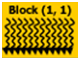 Block (1, 1)